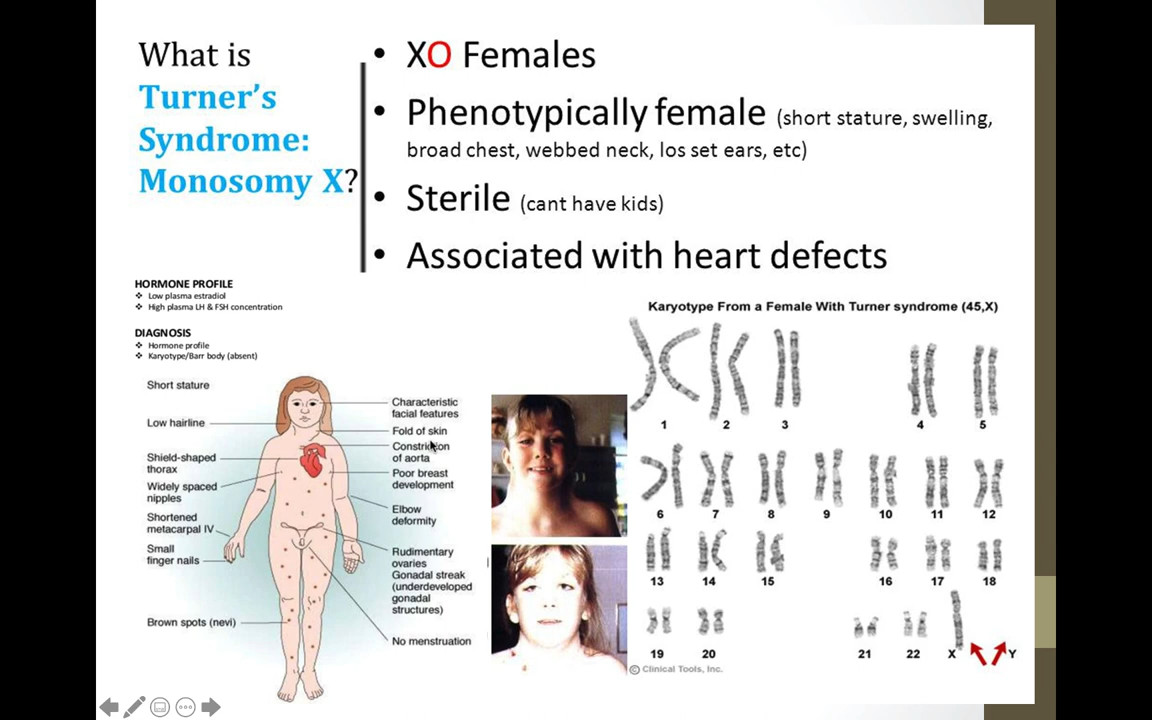 What is
Turner's
Syndrome:
Monosomy X?
• XO Females
• Phenotypically female (short stature, swelling,
broad chest, webbed neck, los set ears, etc)
• Sterile (cant have kids)
• Associated with heart defects
HORMONE PROFILE
❖ Low plasma estradiol
❖ High plasma LH & FSH concentration
DIAGNOSIS
❖ Hormone profile
❖ Karyotype/Barr body (absent)
Short stature
Low hairline
Shield-shaped
thorax
Widely spaced
nipples
Shortened
metacarpal IV
Small
finger nails
Brown spots (nevi)
Characteristic
facial features
Fold of skin
Constriction
of aorta
Poor breast
development
Elbow
deformity
Rudimentary
ovaries
Gonadal streak
(underdeveloped
gonadal
structures)
No menstruation
Karyotype From a Female With Turner syndrome (45,X)
1 2 3 4 5
6 7 8 9 10 11 12
13 14 15 16 17 18
19 20 21 22 X Y
© Clinical Tools, Inc.